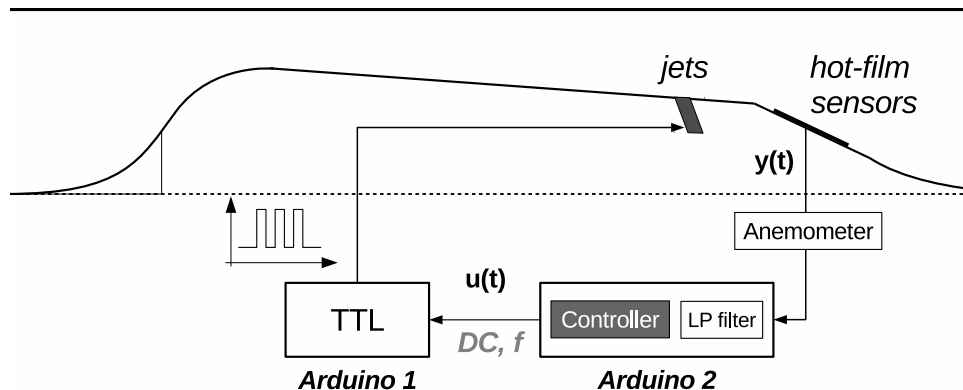 jets
hot-film
sensors
y(t)
Anemometer
u(t)
TTL
Controller
LP filter
DC, f
Arduino 1
Arduino 2